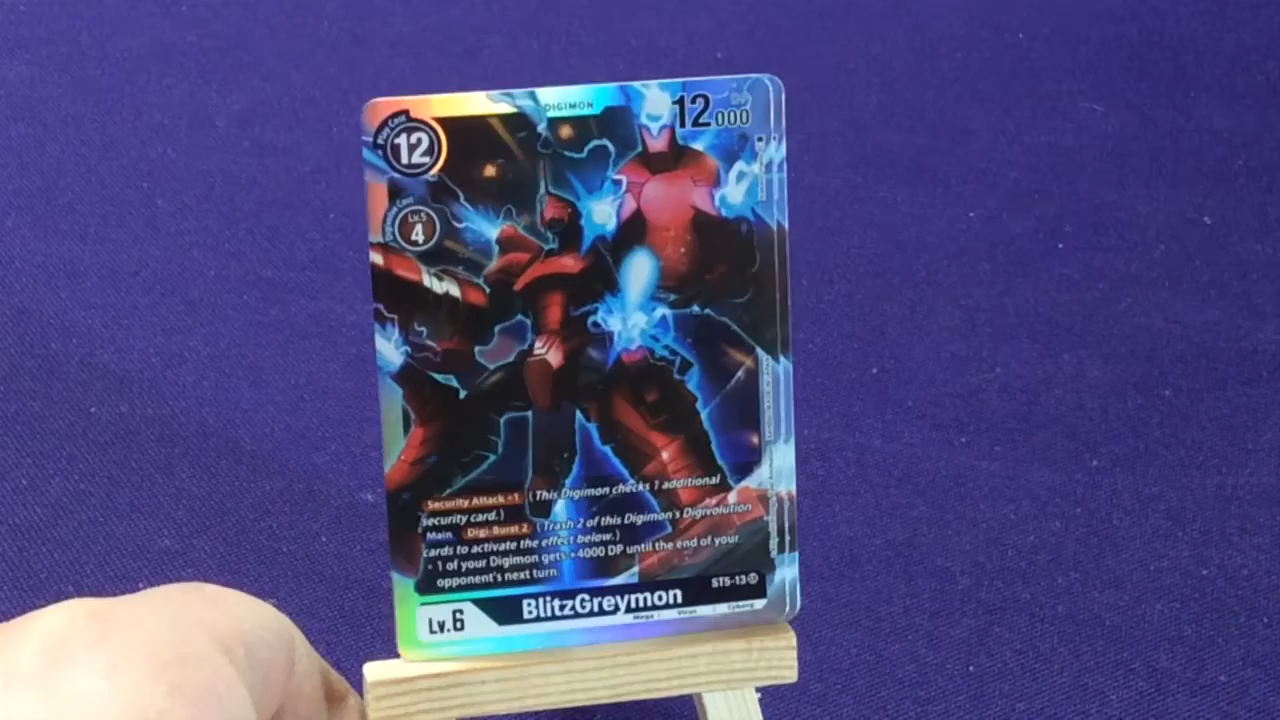 DIGIMON
Play Cost
12
DP
12000
Digivolve Cost
Lv.5
4
Security Attack +1 (This Digimon checks 1 additional
security card.)
Main Digi-Burst 2 (Trash 2 of this Digimon's Digivolution
cards to activate the effect below.)
• 1 of your Digimon gets +4000 DP until the end of your
opponent's next turn.
ST5-13 SR
Lv.6
BlitzGreymon
Mega Virus Cyborg